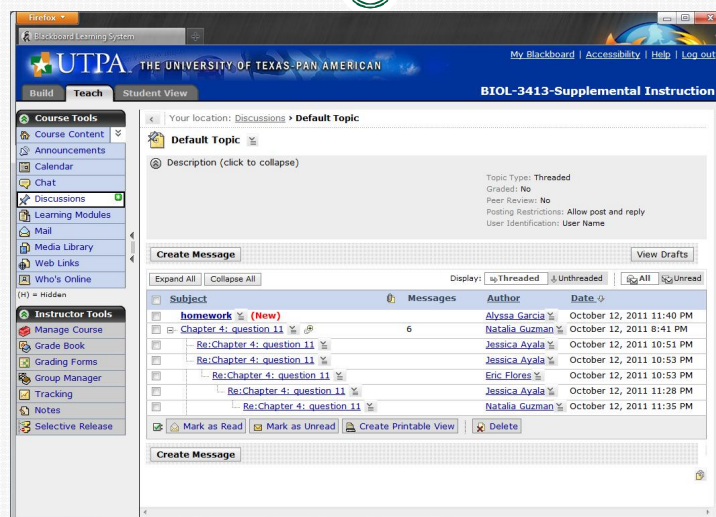 Firefox
Blackboard Learning System
UTPA THE UNIVERSITY OF TEXAS-PAN AMERICAN
My Blackboard | Accessibility | Help | Log out
Build Teach Student View
BIOL-3413-Supplemental Instruction
Course Tools
Course Content
Announcements
Calendar
Chat
Discussions
Learning Modules
Mail
Media Library
Web Links
Who's Online
(H) = Hidden
Instructor Tools
Manage Course
Grade Book
Grading Forms
Group Manager
Tracking
Notes
Selective Release
Your location: Discussions › Default Topic
Default Topic
Description (click to collapse)
Topic Type: Threaded
Graded: No
Peer Review: No
Posting Restrictions: Allow post and reply
User Identification: User Name
Create Message View Drafts
Expand All Collapse All Display: Threaded Unthreaded All Unread
Subject Messages Author Date
homework (New) Alyssa Garcia October 12, 2011 11:40 PM
Chapter 4: question 11 6 Natalia Guzman October 12, 2011 8:41 PM
Re:Chapter 4: question 11 Jessica Ayala October 12, 2011 10:51 PM
Re:Chapter 4: question 11 Jessica Ayala October 12, 2011 10:53 PM
Re:Chapter 4: question 11 Eric Flores October 12, 2011 10:53 PM
Re:Chapter 4: question 11 Jessica Ayala October 12, 2011 11:28 PM
Re:Chapter 4: question 11 Natalia Guzman October 12, 2011 11:35 PM
Mark as Read Mark as Unread Create Printable View Delete
Create Message